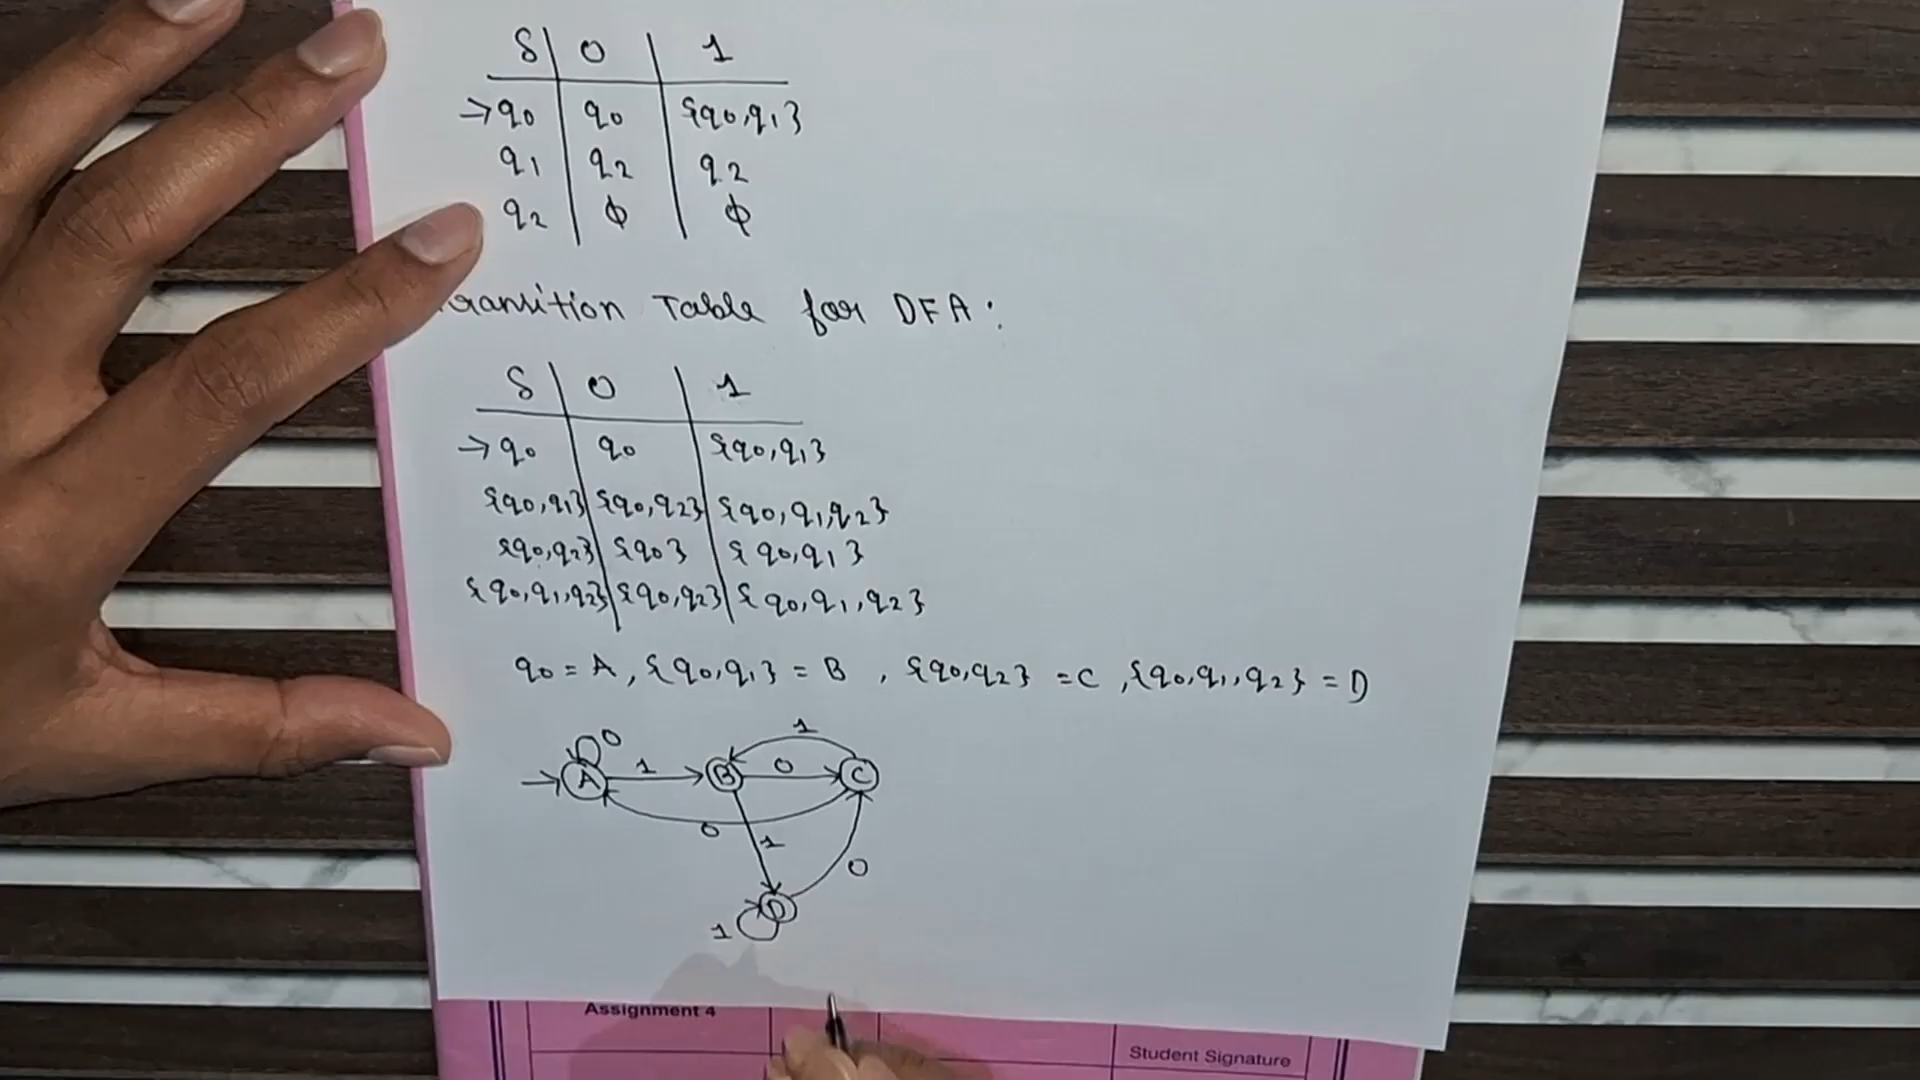 δ 0 1
→q0 q0 {q0,q1}
q1 q2 q2
q2 ϕ ϕ
ransition Table for DFA:
δ 0 1
→q0 q0 {q0,q1}
{q0,q1} {q0,q2} {q0,q1,q2}
{q0,q2} {q0} {q0,q1}
{q0,q1,q2} {q0,q2} {q0,q1,q2}
q0 = A, {q0,q1} = B, {q0,q2} = C, {q0,q1,q2} = D
0 1
→ A 1 B 0 C
0 1
0
D
1
Assignment 4
Student Signature